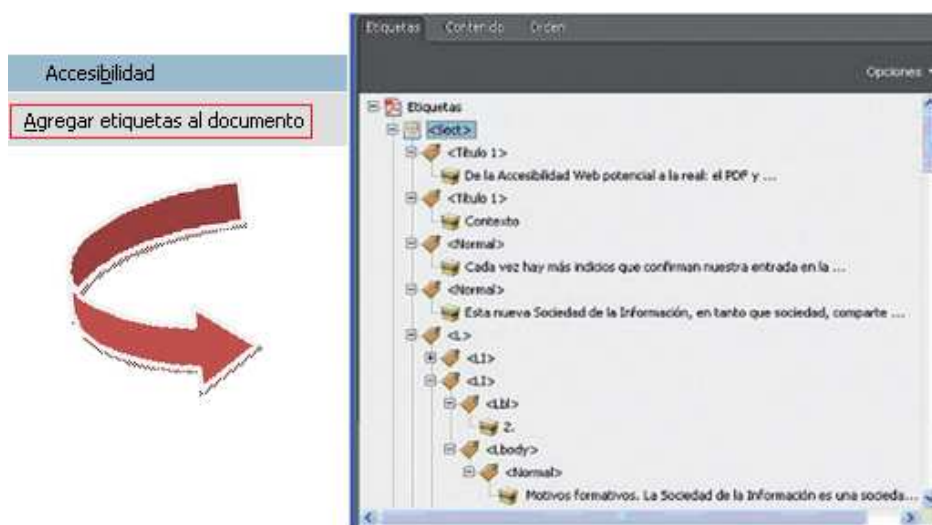 Accesibilidad
Agregar etiquetas al documento
Etiquetas Contenido Orden
Opciones
Etiquetas
<Sect>
<Título 1>
De la Accesibilidad Web potencial a la real: el PDF y ...
<Título 1>
Contexto
<Normal>
Cada vez hay más indicios que confirman nuestra entrada en la ...
<Normal>
Esta nueva Sociedad de la Información, en tanto que sociedad, comparte ...
<L>
<LI>
<LI>
<Lbl>
2.
<Lbody>
<Normal>
Motivos formativos. La Sociedad de la Información es una socieda...